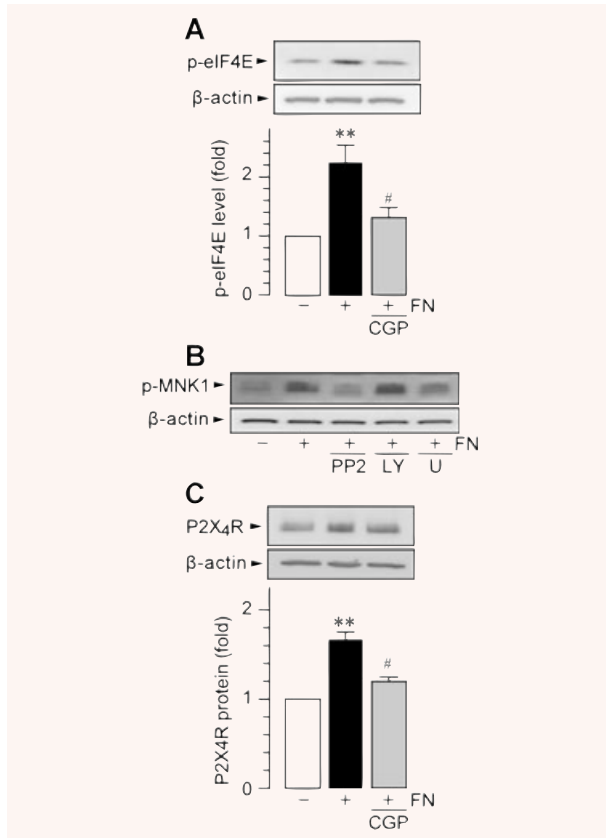 A
p-eIF4E
β-actin
**
2
#
1
0
p-eIF4E level (fold)
− + + FN
CGP
B
p-MNK1
β-actin
− + + + + FN
PP2 LY U
C
P2X₄R
β-actin
2
**
#
1
0
P2X4R protein (fold)
− + + FN
CGP